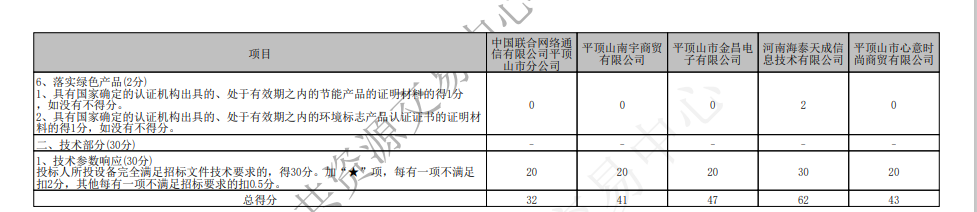 项目 中国联合网络通信有限公司平顶山市分公司 平顶山南宇商贸有限公司 平顶山市金昌电子有限公司 河南海泰天成信息技术有限公司 平顶山市心意时尚商贸有限公司
6、落实绿色产品(2分)
1、具有国家确定的认证机构出具的、处于有效期之内的节能产品的证明材料的得1分
,如没有不得分。
2、具有国家确定的认证机构出具的、处于有效期之内的环境标志产品认证证书的证明材
料的得1分，如没有不得分。
0 0 0 2 0
二、技术部分(30分) - - - - -
1、技术参数响应(30分)
投标人所投设备完全满足招标文件技术要求的，得30分。加“★”项，每有一项不满足
扣2分，其他每有一项不满足招标要求的扣0.5分。
20 20 20 30 20
总得分 32 41 47 62 43
共资源交易中心
易中心